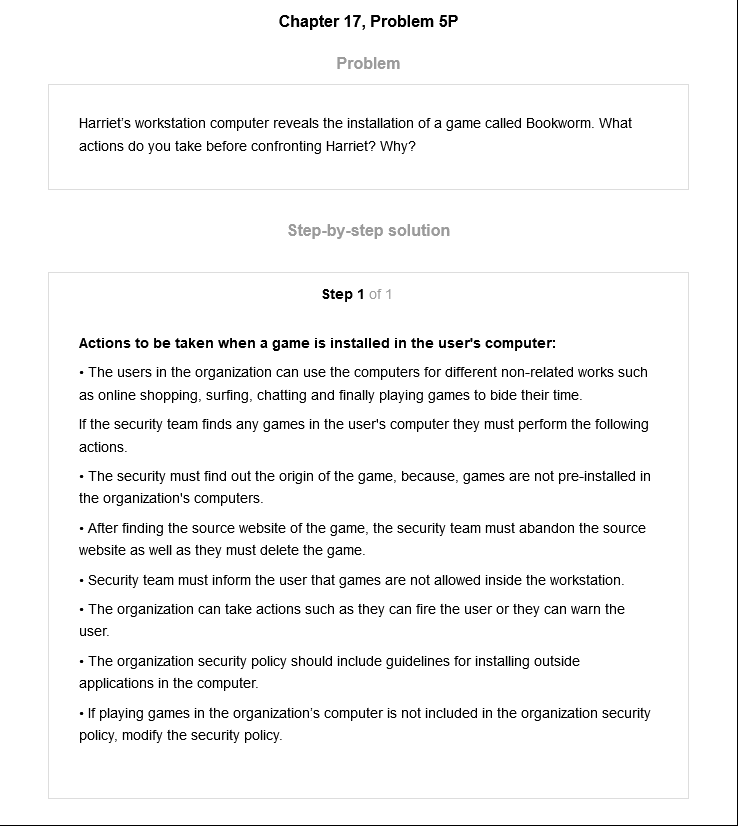 Chapter 17, Problem 5P
Problem
Harriet's workstation computer reveals the installation of a game called Bookworm. What
actions do you take before confronting Harriet? Why?
Step-by-step solution
Step 1 of 1
Actions to be taken when a game is installed in the user's computer:
• The users in the organization can use the computers for different non-related works such
as online shopping, surfing, chatting and finally playing games to bide their time.
If the security team finds any games in the user's computer they must perform the following
actions.
• The security must find out the origin of the game, because, games are not pre-installed in
the organization's computers.
• After finding the source website of the game, the security team must abandon the source
website as well as they must delete the game.
• Security team must inform the user that games are not allowed inside the workstation.
• The organization can take actions such as they can fire the user or they can warn the
user.
• The organization security policy should include guidelines for installing outside
applications in the computer.
• If playing games in the organization's computer is not included in the organization security
policy, modify the security policy.